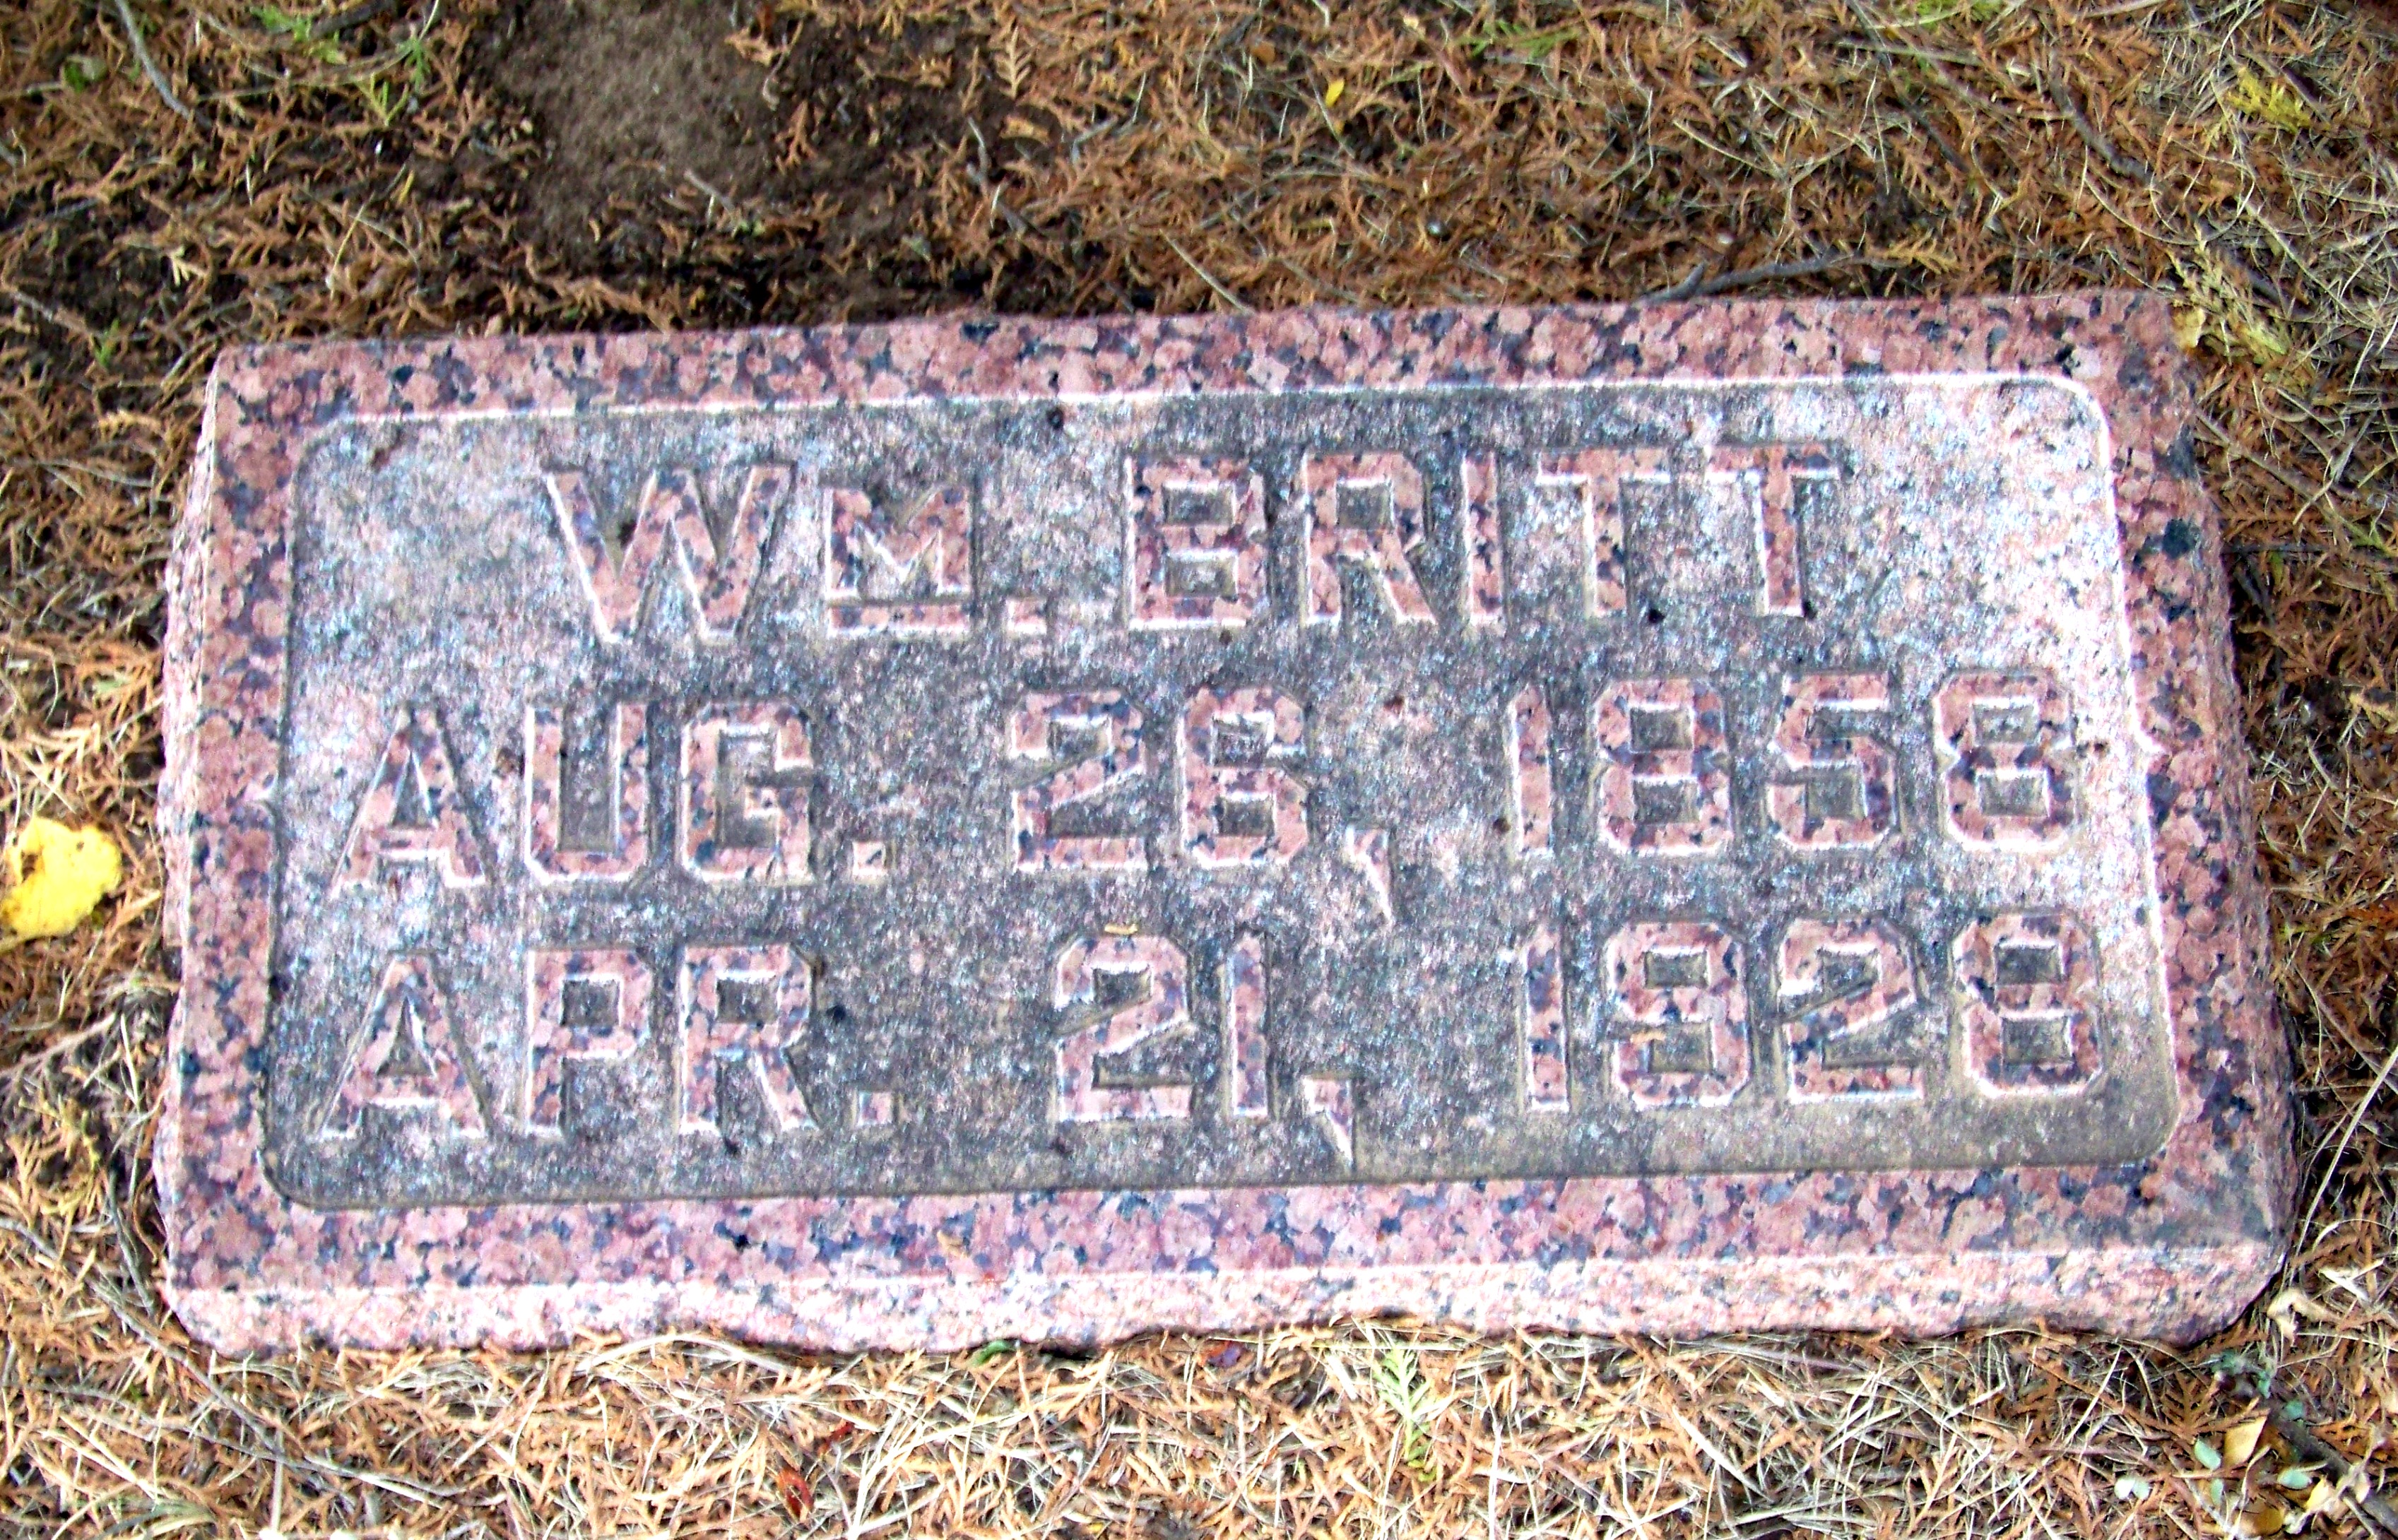 WM. BRITT
AUG. 26, 1858
APR. 21, 1928